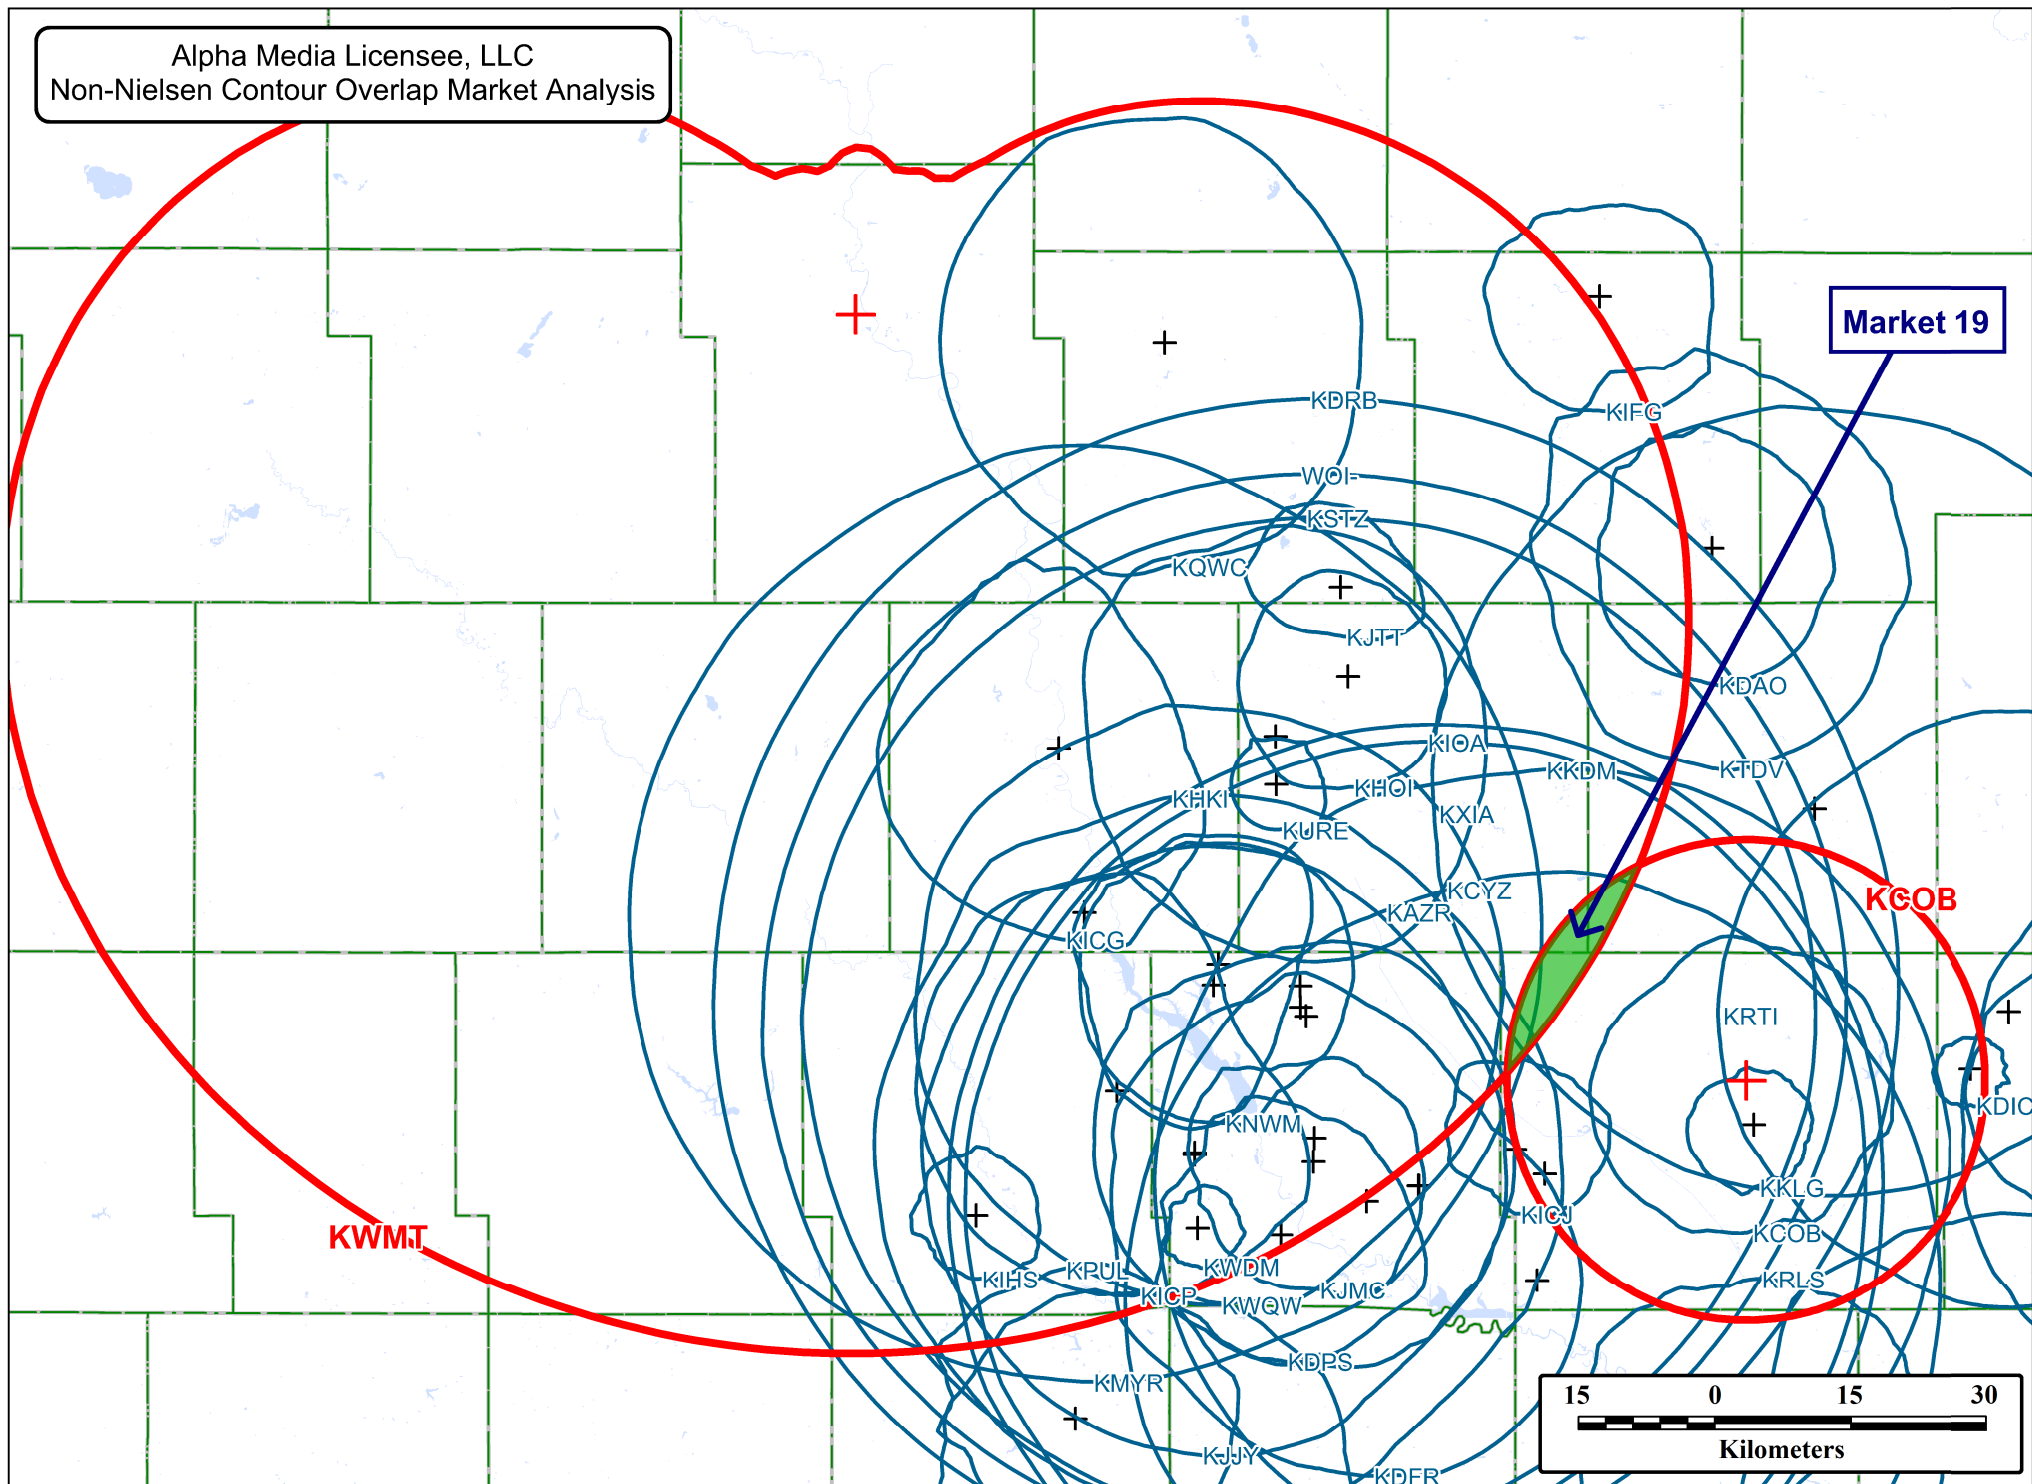 Alpha Media Licensee, LLC
Non-Nielsen Contour Overlap Market Analysis
Market 19
KDRB
KIFG
WOI-
KSTZ
KQWC
KJTT
KDAO
KIOA
KKDM
KTDV
KHOI
KHKI
KXIA
KURE
KCYZ
KCOB
KAZR
KICG
KRTI
KDIC
KNWM
KKLG
KICJ
KCOB
KWMT
KWDM
KPUL
KIHS
KRLS
KJMC
KICP
KWQW
KDPS
KMYR
KJJY
KDFR
15 0 15 30
Kilometers